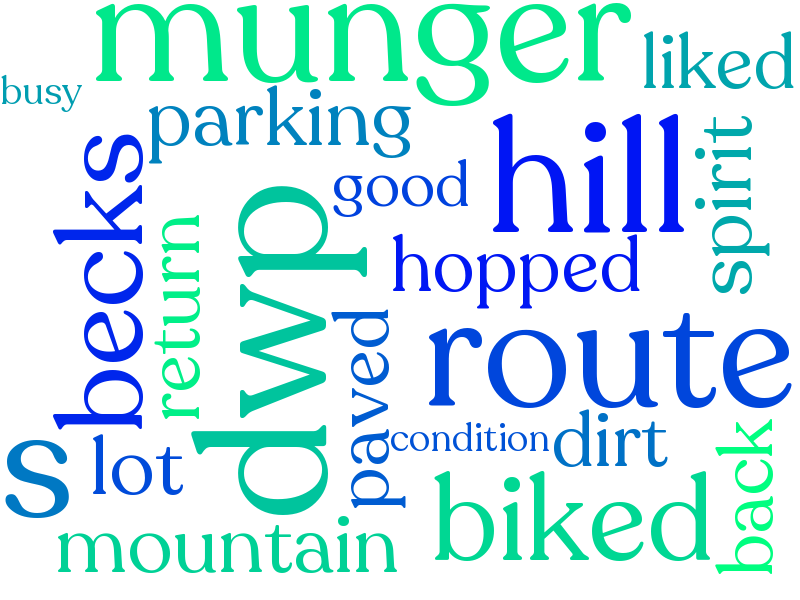 munger
liked
busy
parking
good
hill
spirit
becks
return
dwp
hopped
paved
route
s
lot
condition
dirt
back
mountain
biked